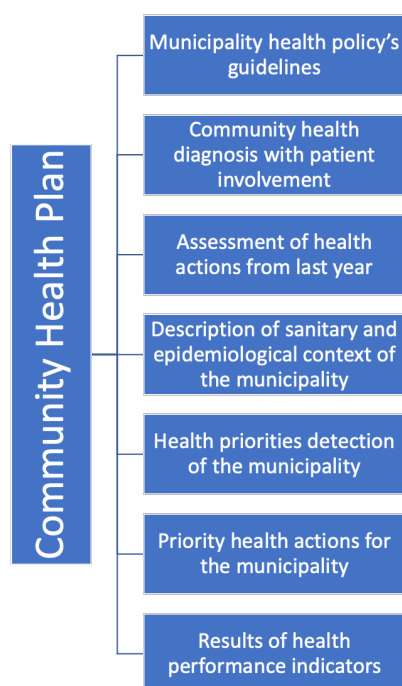 Community Health Plan
Municipality health policy's
guidelines
Community health
diagnosis with patient
involvement
Assessment of health
actions from last year
Description of sanitary and
epidemiological context of
the municipality
Health priorities detection
of the municipality
Priority health actions for
the municipality
Results of health
performance indicators